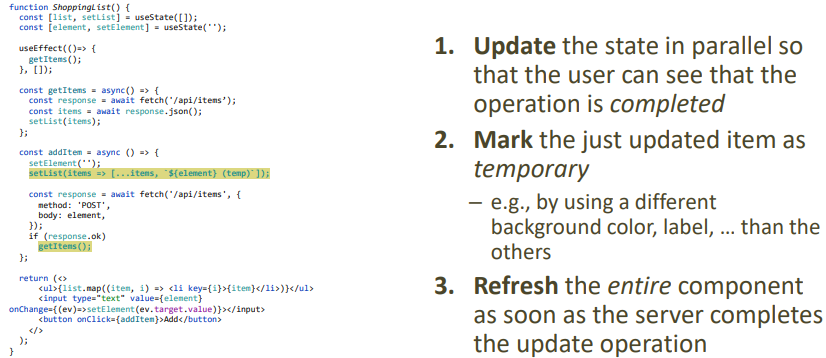 function ShoppingList() {
const [list, setList] = useState([]);
const [element, setElement] = useState('');
useEffect(()=> {
getItems();
}, []);
const getItems = async() => {
const response = await fetch('/api/items');
const items = await response.json();
setList(items);
};
const addItem = async () => {
setElement('');
setList(items => [...items, `${element} (temp)`]);
const response = await fetch('/api/items', {
method: 'POST',
body: element,
});
if (response.ok)
getItems();
};
return (<>
<ul>{list.map((item, i) => <li key={i}>{item}</li>)}</ul>
<input type="text" value={element}
onChange={(ev)=>setElement(ev.target.value)}></input>
<button onClick={addItem}>Add</button>
</>
);
}
1. Update the state in parallel so
that the user can see that the
operation is completed
2. Mark the just updated item as
temporary
– e.g., by using a different
background color, label, … than the
others
3. Refresh the entire component
as soon as the server completes
the update operation